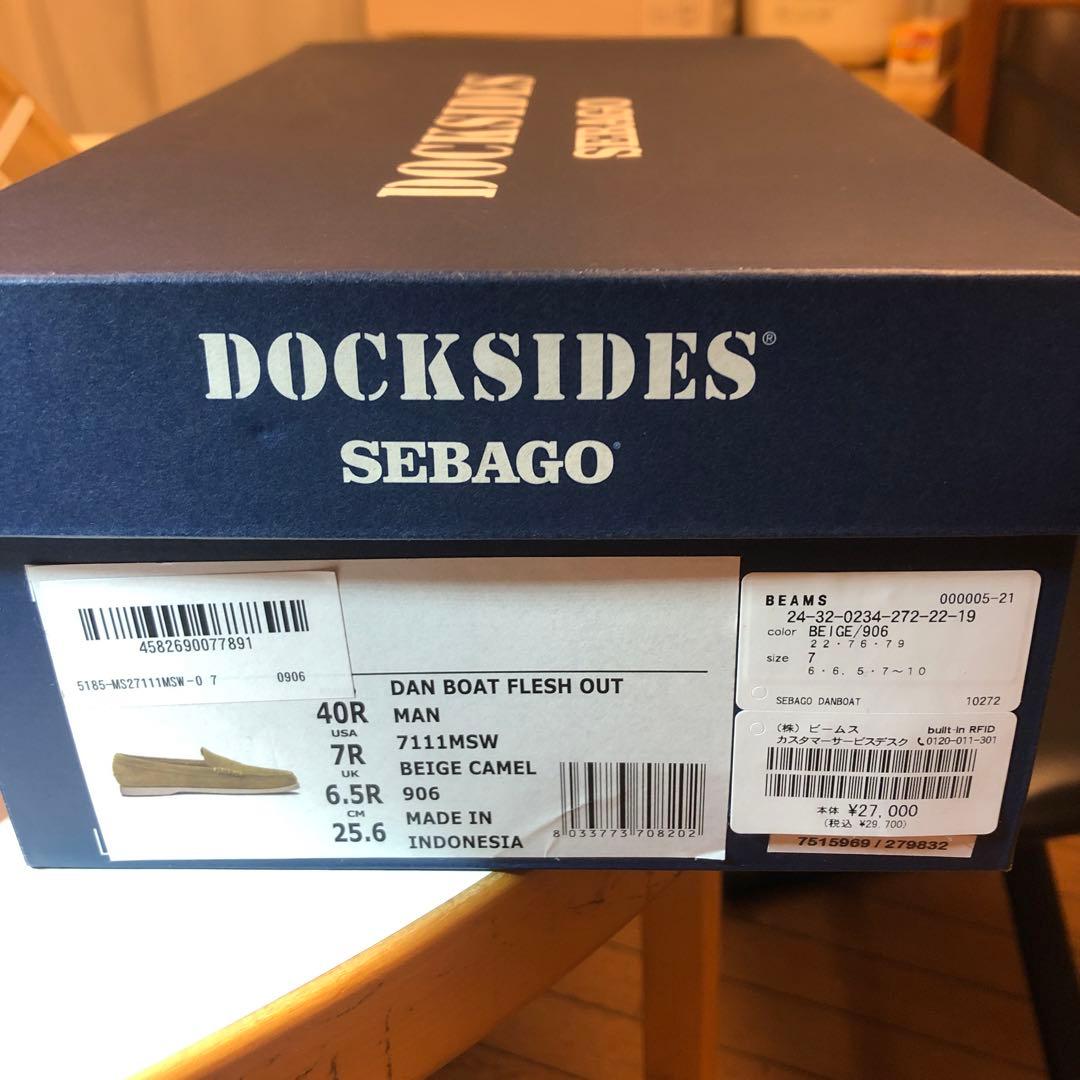 DOCKSIDES
SEBAGO
DOCKSIDES®
SEBAGO
4582690077891
5185-MS27111MSW-0 7 0906
DAN BOAT FLESH OUT
40R MAN
USA
7R 7111MSW
UK
BEIGE CAMEL
6.5R 906
CM
25.6 MADE IN
INDONESIA
8 033773 708202
BEAMS 000005-21
24-32-0234-272-22-19
color BEIGE/906
22・76・79
size 7
6・6. 5・7〜10
SEBAGO DANBOAT 10272
(株) ビームス built-in RFID
カスタマーサービスデスク 0120-011-301
本体 ¥27,000
(税込 ¥29,700)
7515969 / 279832